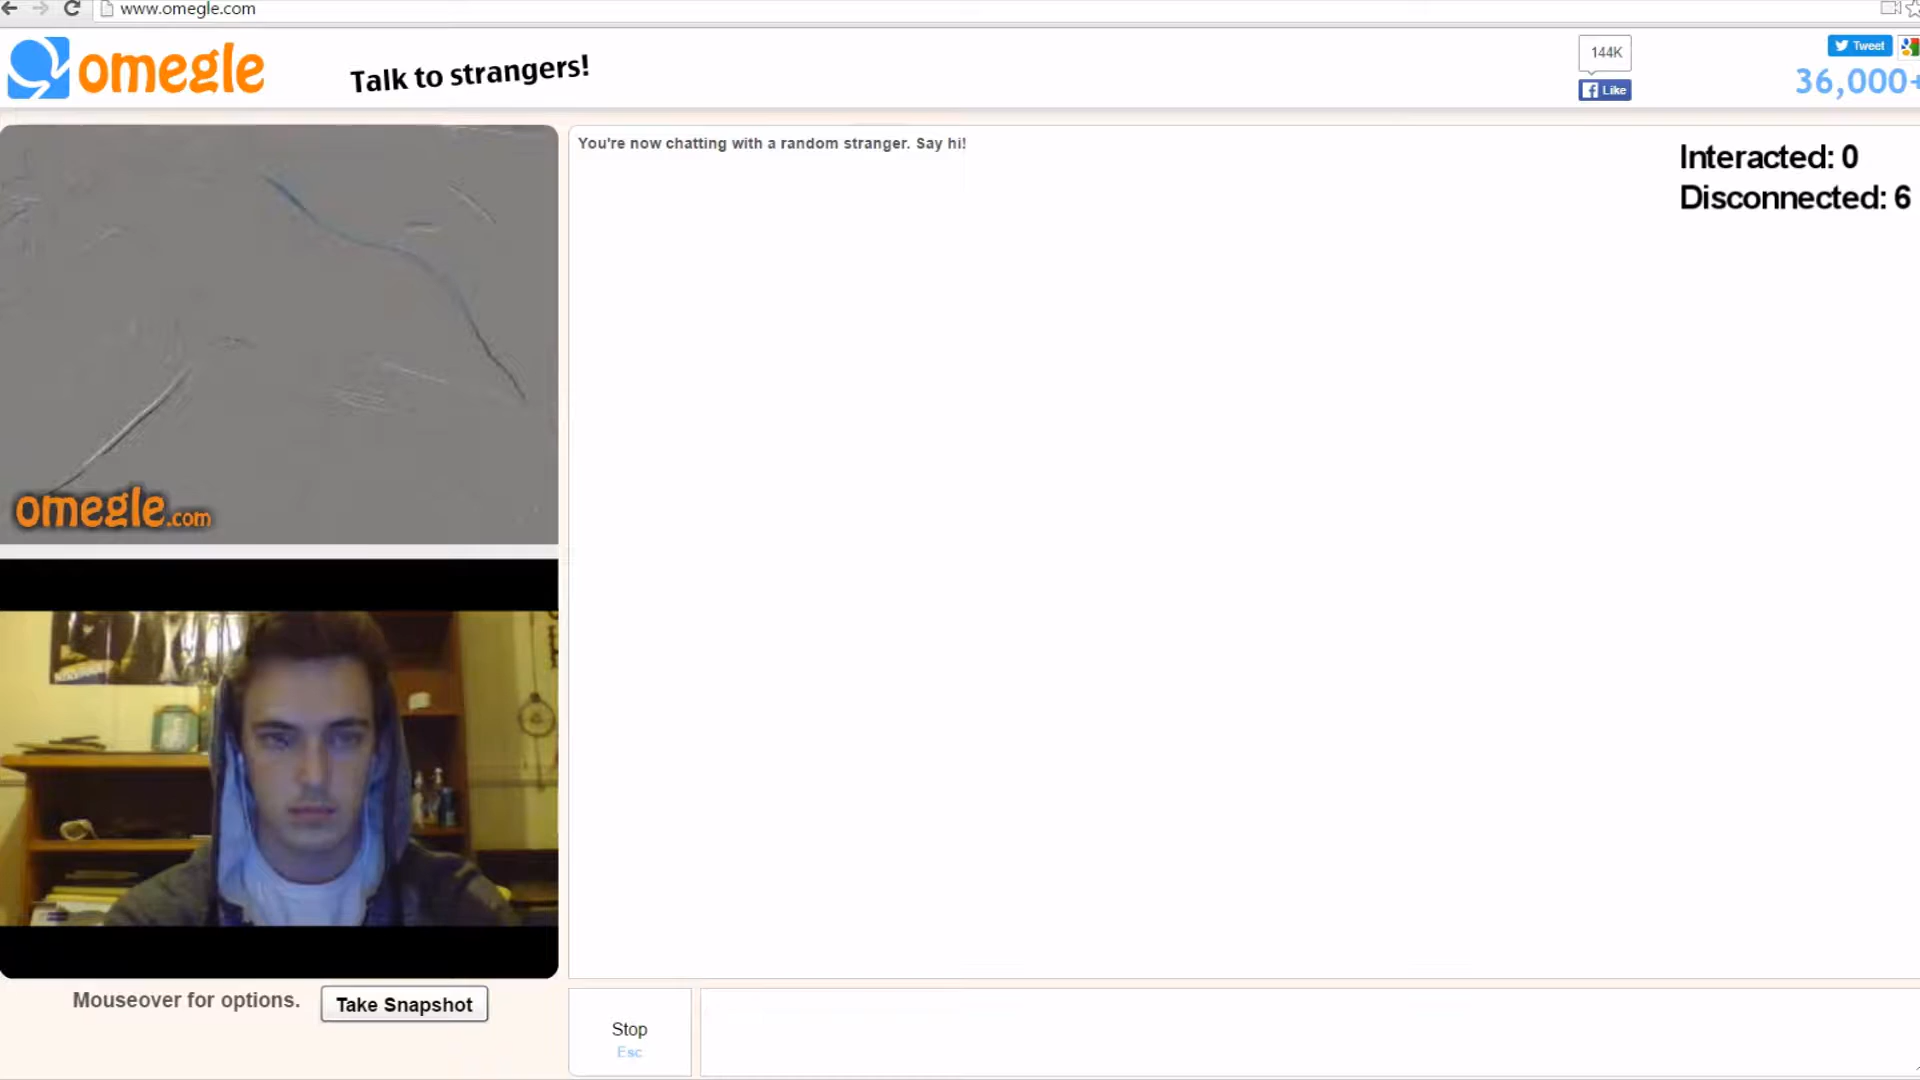 www.omegle.com
omegle
Talk to strangers!
144K
Like
Tweet
36,000+
You're now chatting with a random stranger. Say hi!
Interacted: 0
Disconnected: 6
omegle.com
Mouseover for options.
Take Snapshot
Stop
Esc